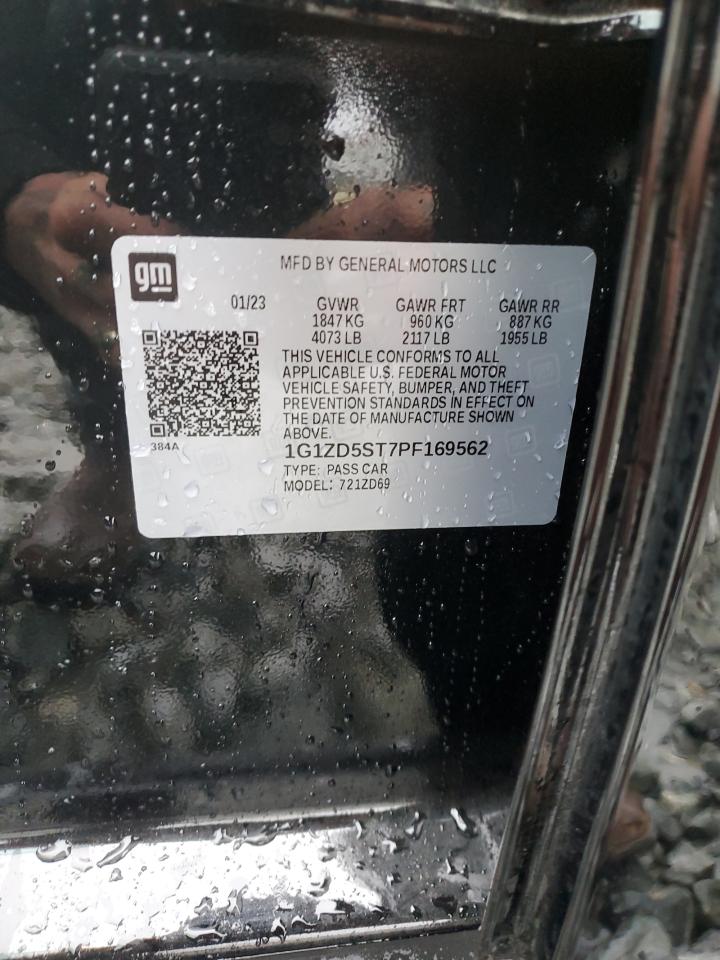 gm
MFD BY GENERAL MOTORS LLC
01/23 GVWR GAWR FRT GAWR RR
1847 KG 960 KG 887 KG
4073 LB 2117 LB 1955 LB
THIS VEHICLE CONFORMS TO ALL
APPLICABLE U.S. FEDERAL MOTOR
VEHICLE SAFETY, BUMPER, AND THEFT
PREVENTION STANDARDS IN EFFECT ON
THE DATE OF MANUFACTURE SHOWN
ABOVE.
384A
1G1ZD5ST7PF169562
TYPE: PASS CAR
MODEL: 721ZD69